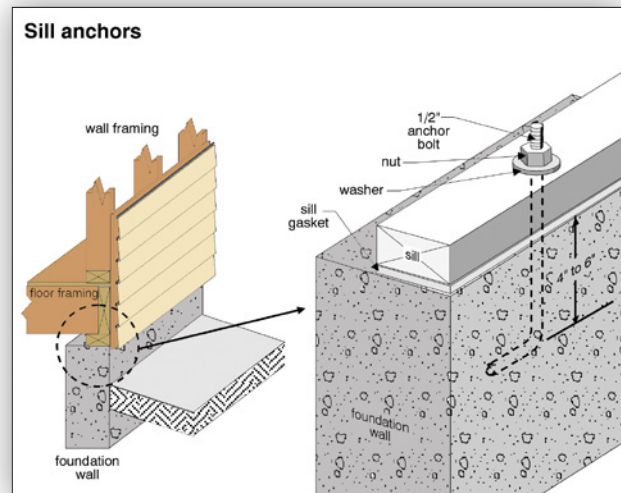 Sill anchors
wall framing
floor framing
foundation
wall
1/2"
anchor
bolt
nut
washer
sill
gasket
sill
4" to 6"
foundation
wall